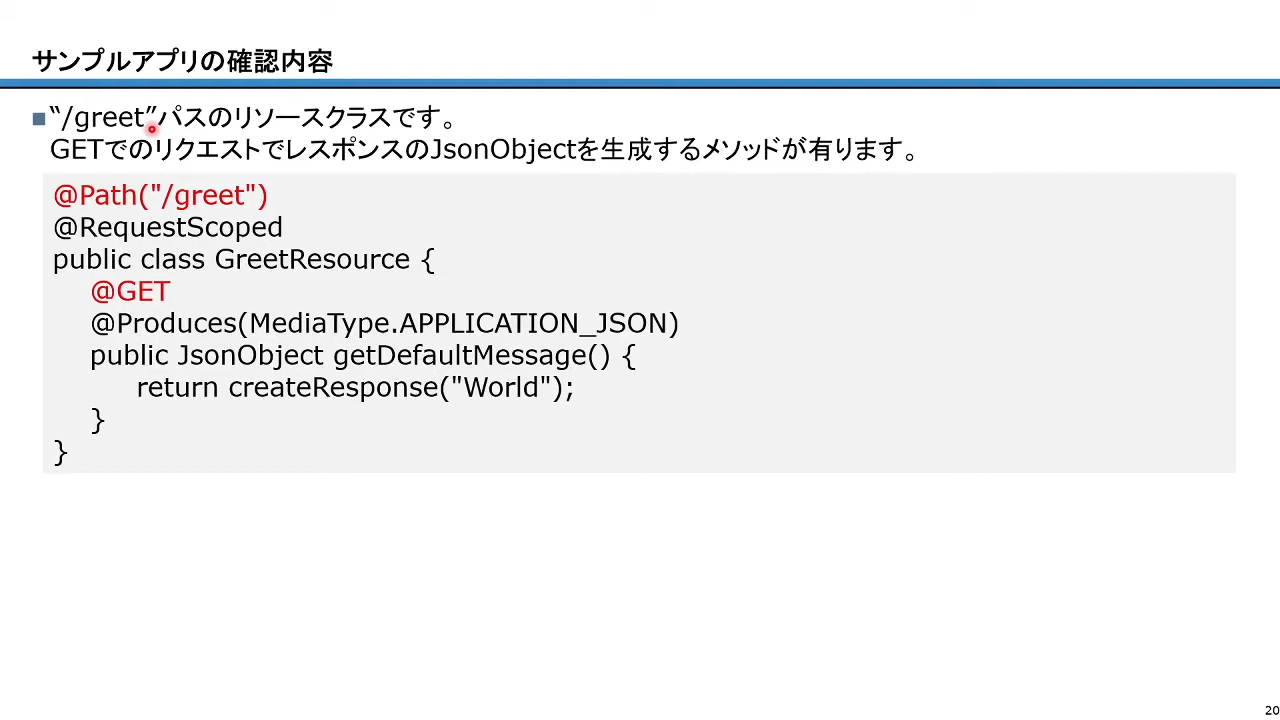 サンプルアプリの確認内容
“/greet”パスのリソースクラスです。
GETでのリクエストでレスポンスのJsonObjectを生成するメソッドが有ります。
@Path("/greet")
@RequestScoped
public class GreetResource {
@GET
@Produces(MediaType.APPLICATION_JSON)
public JsonObject getDefaultMessage() {
return createResponse("World");
}
}
20